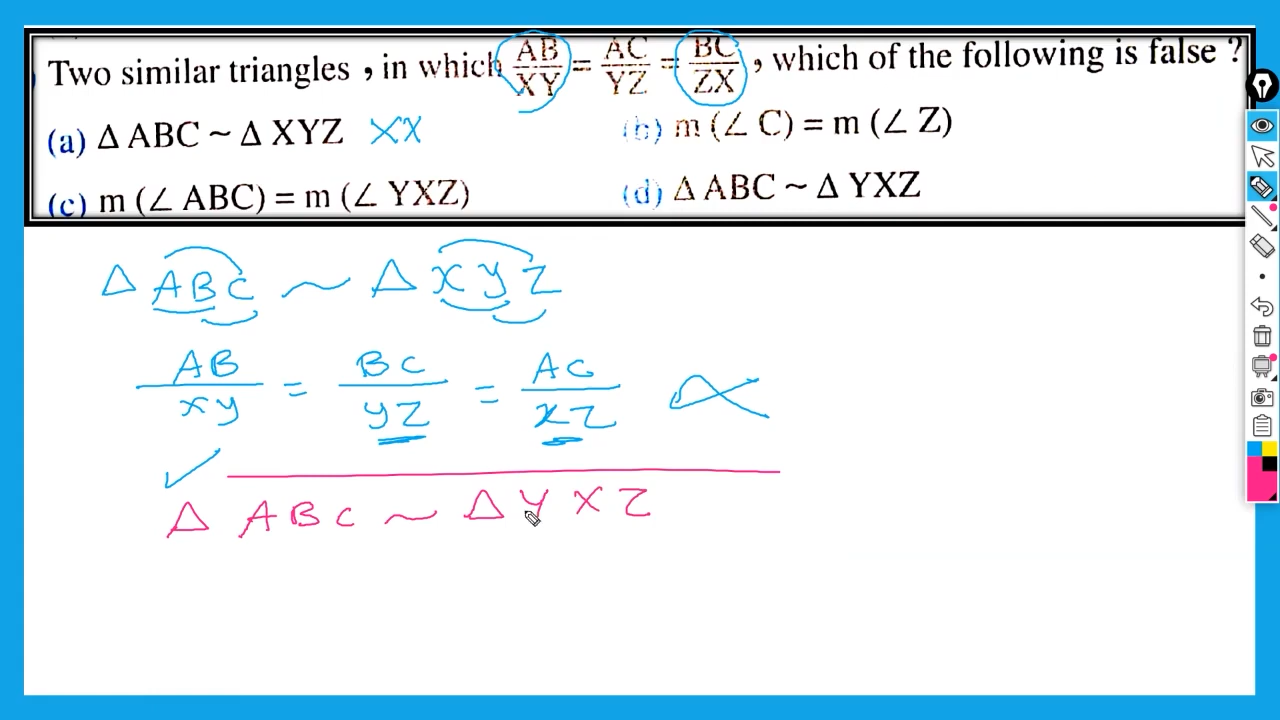 Two similar triangles , in which AB/XY = AC/YZ = BC/ZX , which of the following is false ?
(a) Δ ABC ~ Δ XYZ XX (b) m (∠ C) = m (∠ Z)
(c) m (∠ ABC) = m (∠ YXZ) (d) Δ ABC ~ Δ YXZ
Δ ABC ~ Δ XYZ
AB/XY = BC/YZ = AC/XZ
✓
Δ ABC ~ Δ YXZ